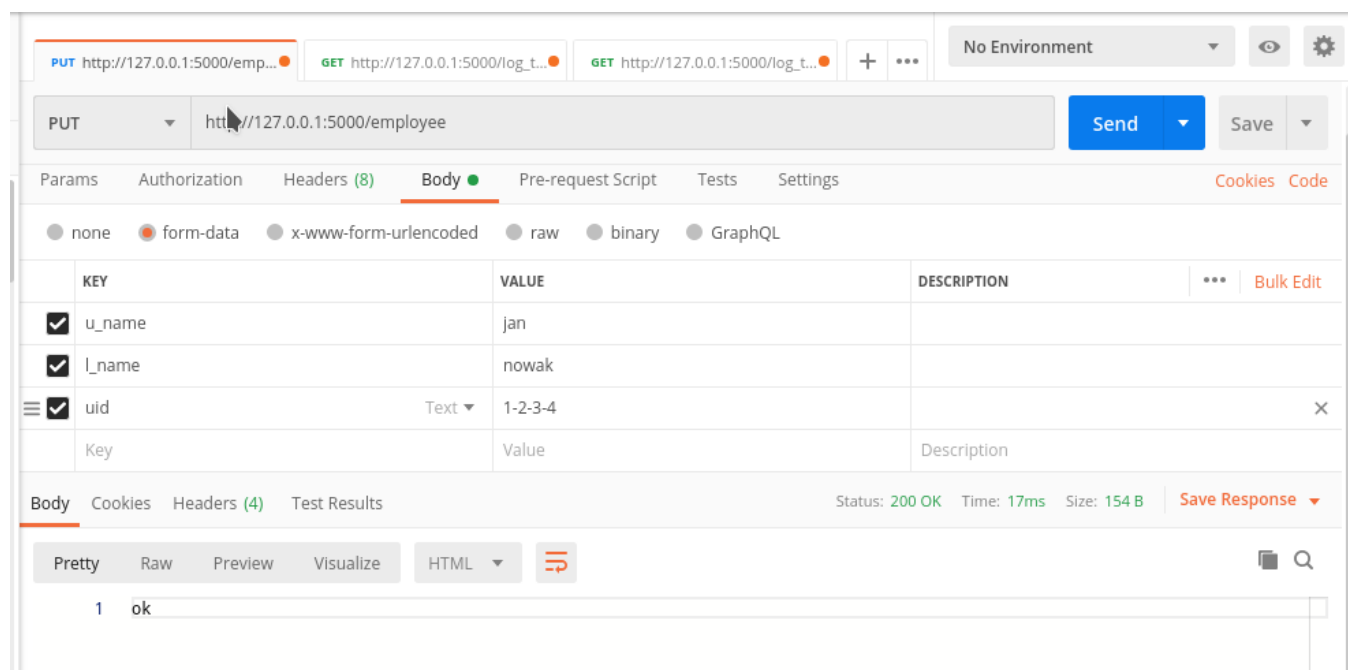 No Environment
PUT http://127.0.0.1:5000/emp... GET http://127.0.0.1:5000/log_t... GET http://127.0.0.1:5000/log_t... + •••
PUT http://127.0.0.1:5000/employee Send Save
Params Authorization Headers (8) Body Pre-request Script Tests Settings Cookies Code
none form-data x-www-form-urlencoded raw binary GraphQL
KEY VALUE DESCRIPTION ••• Bulk Edit
u_name jan
l_name nowak
uid Text 1-2-3-4
Key Value Description
Body Cookies Headers (4) Test Results Status: 200 OK Time: 17ms Size: 154 B Save Response
Pretty Raw Preview Visualize HTML
1 ok